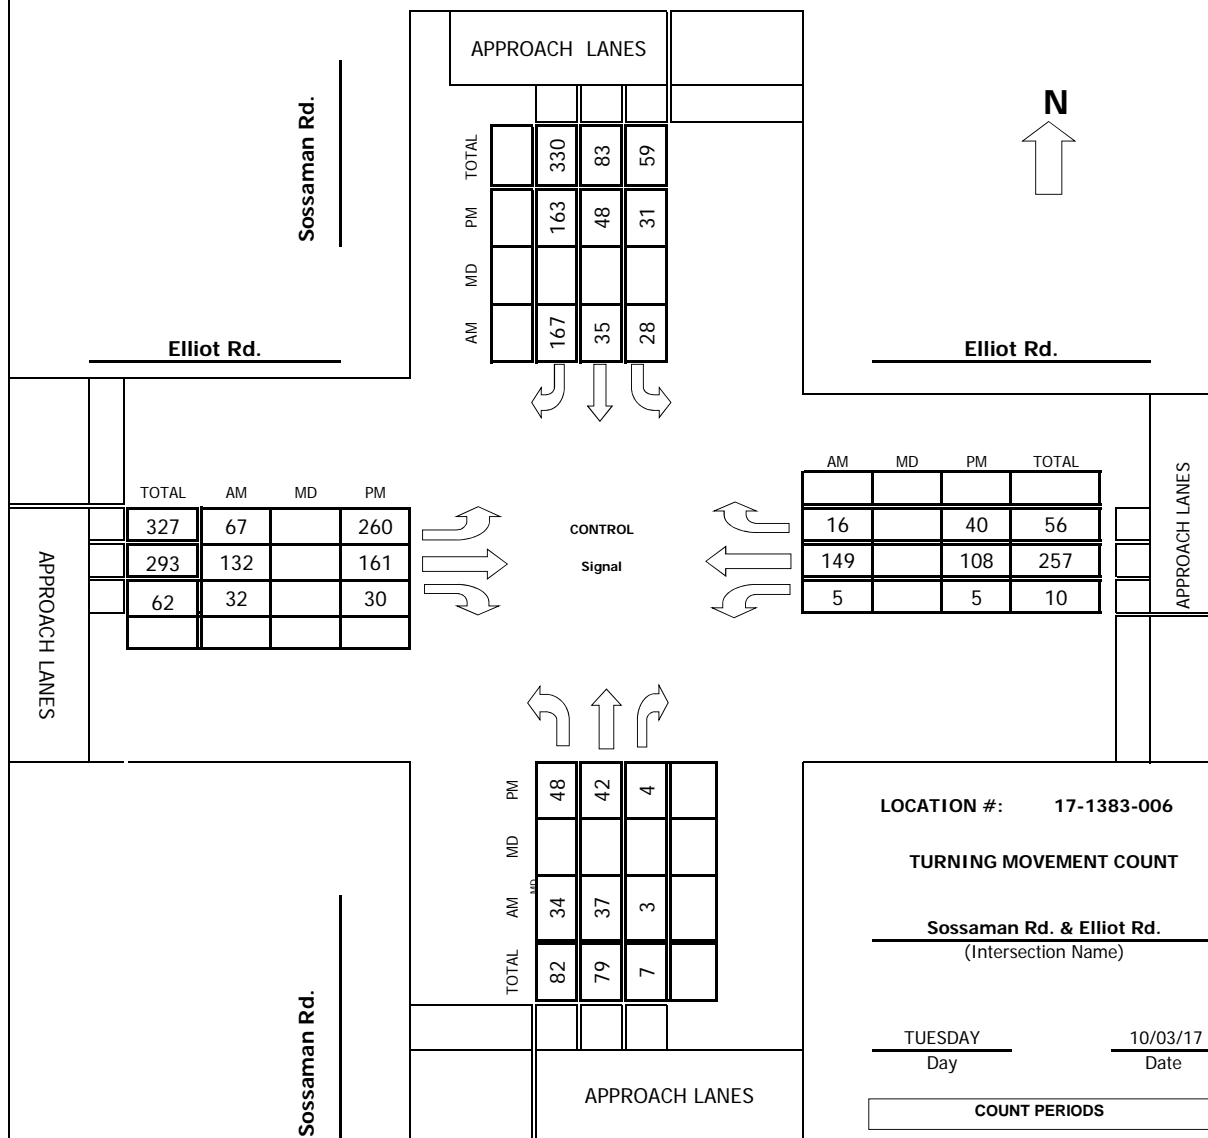 APPROACH LANES
N
Sossaman Rd.
TOTAL 330 83 59
PM 163 48 31
MD
AM 167 35 28
Elliot Rd.
Elliot Rd.
TOTAL AM MD PM
327 67 260
293 132 161
62 32 30
APPROACH LANES
CONTROL
Signal
AM MD PM TOTAL
16 40 56
149 108 257
5 5 10
APPROACH LANES
PM 48 42 4
MD
MD
AM 34 37 3
TOTAL 82 79 7
Sossaman Rd.
APPROACH LANES
LOCATION #: 17-1383-006
TURNING MOVEMENT COUNT
Sossaman Rd. & Elliot Rd.
(Intersection Name)
TUESDAY 10/03/17
Day Date
COUNT PERIODS